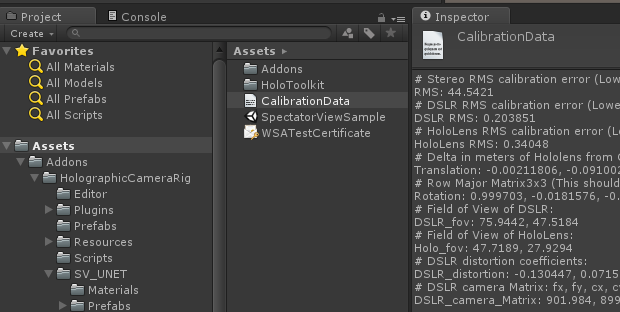 Project
Console
Inspector
Create
Favorites
All Materials
All Models
All Prefabs
All Scripts
Assets
Addons
HolographicCameraRig
Editor
Plugins
Prefabs
Resources
Scripts
SV_UNET
Materials
Prefabs
Assets
Addons
HoloToolkit
CalibrationData
SpectatorViewSample
WSATestCertificate
CalibrationData
# Stereo RMS calibration error (Lowe
RMS: 44.5421
# DSLR RMS calibration error (Lowe
DSLR RMS: 0.203851
# HoloLens RMS calibration error (L
HoloLens RMS: 0.34048
# Delta in meters of Hololens from C
Translation: -0.00211806, -0.091002
# Row Major Matrix3x3 (This should
Rotation: 0.999703, -0.0181576, -0.
# Field of View of DSLR:
DSLR_fov: 75.9442, 47.5184
# Field of View of HoloLens:
Holo_fov: 47.7189, 27.9294
# DSLR distortion coefficients:
DSLR_distortion: -0.130447, 0.0715
# DSLR camera Matrix: fx, fy, cx, c
DSLR_camera_Matrix: 901.984, 899